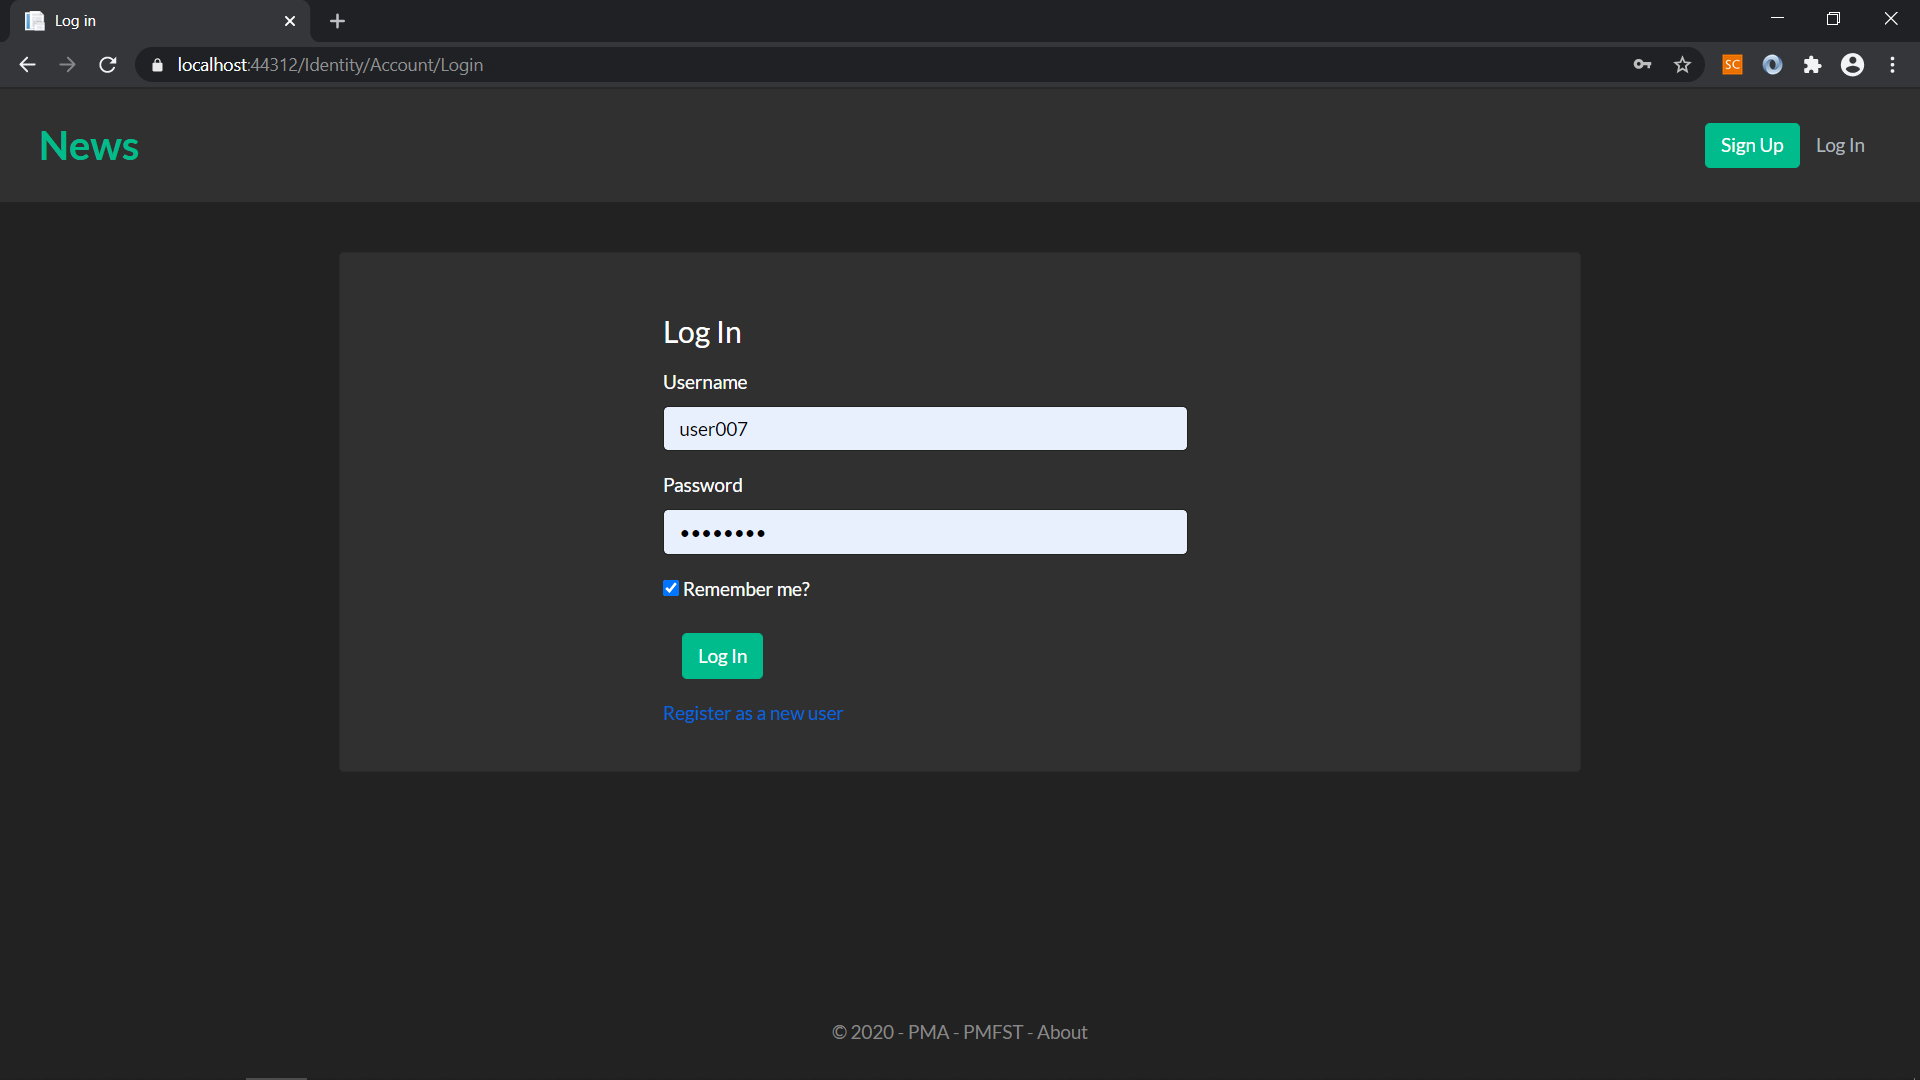 Log in
localhost:44312/Identity/Account/Login
SC
News
Sign Up
Log In
Log In
Username
user007
Password
••••••••
Remember me?
Log In
Register as a new user
© 2020 - PMA - PMFST - About